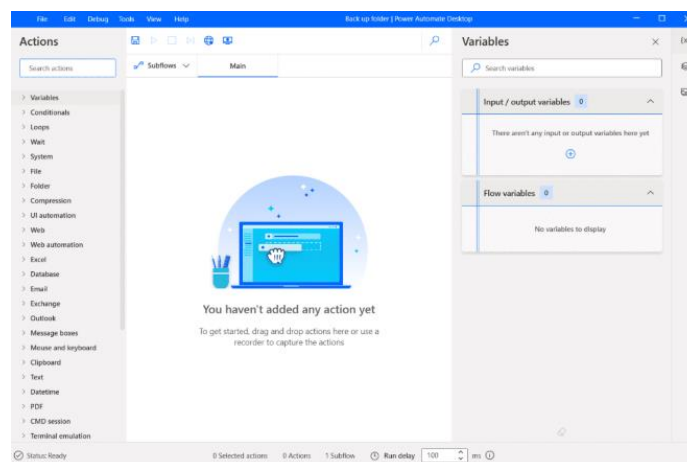 File Edit Debug Tools View Help
Back up folder | Power Automate Desktop
Actions
Search actions
Variables
Conditionals
Loops
Wait
System
File
Folder
Compression
UI automation
Web
Web automation
Excel
Database
Email
Exchange
Outlook
Message boxes
Mouse and keyboard
Clipboard
Text
Datetime
PDF
CMD session
Terminal emulation
Subflows Main
You haven't added any action yet
To get started, drag and drop actions here or use a
recorder to capture the actions
Variables
Search variables
Input / output variables 0
There aren't any input or output variables here yet
Flow variables 0
No variables to display
Status: Ready 0 Selected actions 0 Actions 1 Subflow Run delay 100 ms